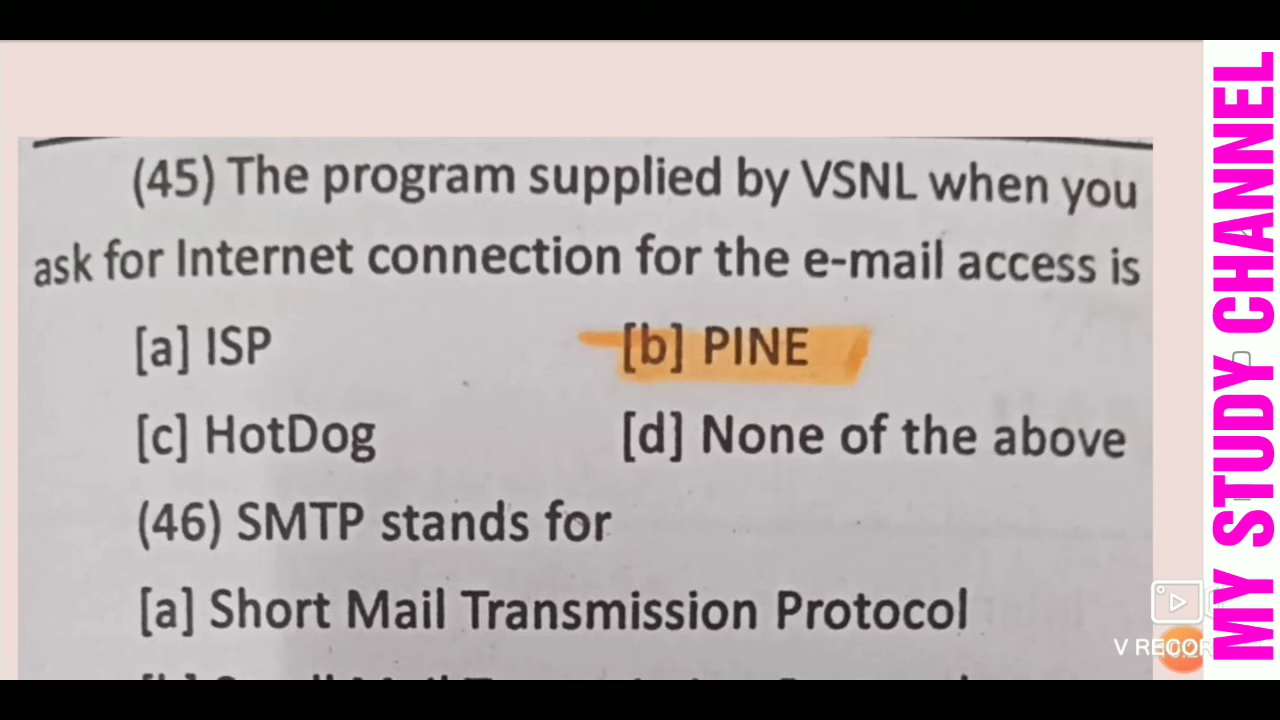 (45) The program supplied by VSNL when you
ask for Internet connection for the e-mail access is
[a] ISP
[b] PINE
[c] HotDog
[d] None of the above
(46) SMTP stands for
[a] Short Mail Transmission Protocol
MY STUDY CHANNEL
V RECOR